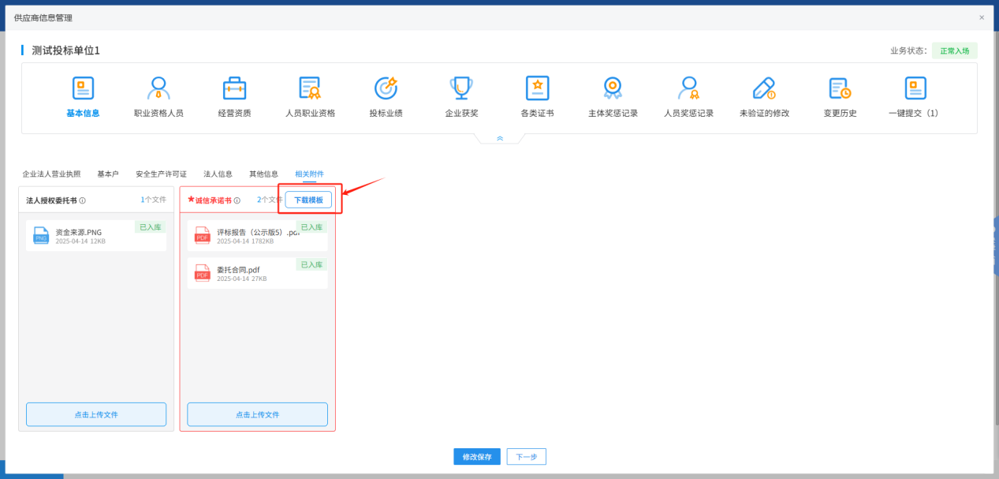 供应商信息管理
×
测试投标单位1
业务状态: 正常入场
基本信息 职业资格人员 经营资质 人员职业资格 投标业绩 企业获奖 各类证书 主体奖惩记录 人员奖惩记录 未验证的修改 变更历史 一键提交（1）
企业法人营业执照 基本户 安全生产许可证 法人信息 其他信息 相关附件
法人授权委托书 1个文件
PNG 资金来源.PNG 已入库
2025-04-14 12KB
点击上传文件
*诚信承诺书 2个文件 下载模板
PDF 评标报告（公示版5）.pdf 已入库
2025-04-14 1782KB
PDF 委托合同.pdf 已入库
2025-04-14 27KB
点击上传文件
修改保存 下一步